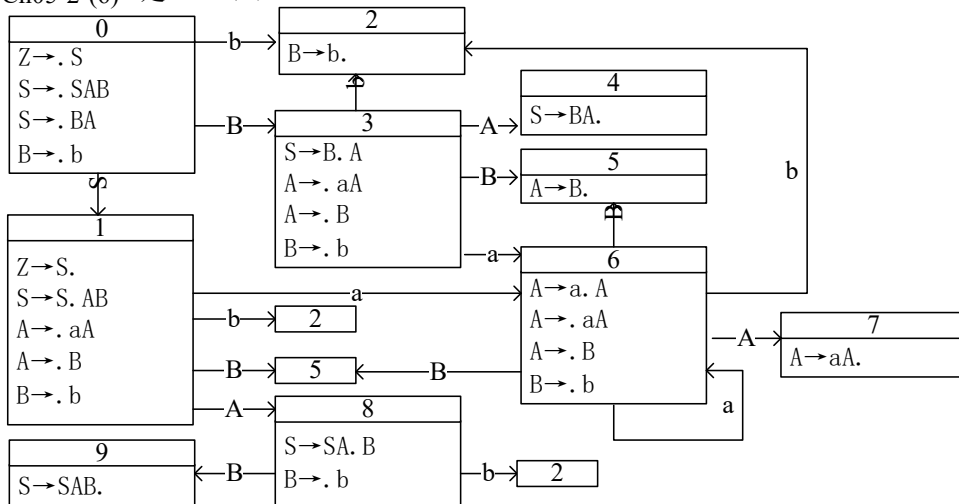 0
Z→.S
S→.SAB
S→.BA
B→.b
b
2
B→b.
B
b
3
S→B.A
A→.aA
A→.B
B→.b
A
4
S→BA.
B
5
A→B.
b
S
1
Z→S.
S→S.AB
A→.aA
A→.B
B→.b
a
a
6
A→a.A
A→.aA
A→.B
B→.b
b
2
A
7
A→aA.
B
5
B
a
A
8
S→SA.B
B→.b
9
S→SAB.
B
b
2